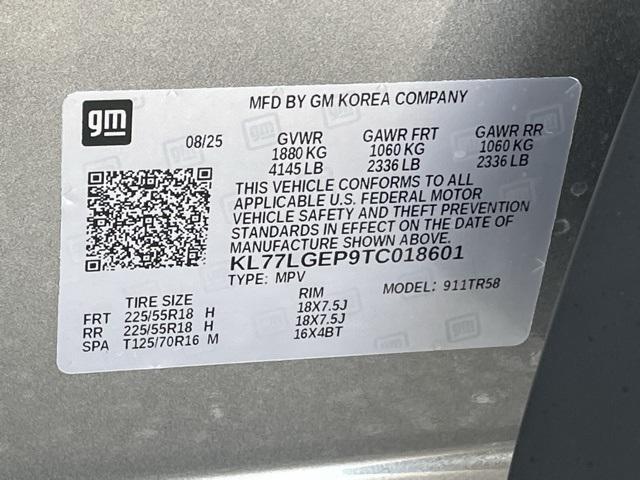 gm
MFD BY GM KOREA COMPANY
08/25 GVWR GAWR FRT GAWR RR
1880 KG 1060 KG 1060 KG
4145 LB 2336 LB 2336 LB
THIS VEHICLE CONFORMS TO ALL
APPLICABLE U.S. FEDERAL MOTOR
VEHICLE SAFETY AND THEFT PREVENTION
STANDARDS IN EFFECT ON THE DATE OF
MANUFACTURE SHOWN ABOVE.
KL77LGEP9TC018601
TYPE: MPV MODEL: 911TR58
TIRE SIZE RIM
FRT 225/55R18 H 18X7.5J
RR 225/55R18 H 18X7.5J
SPA T125/70R16 M 16X4BT